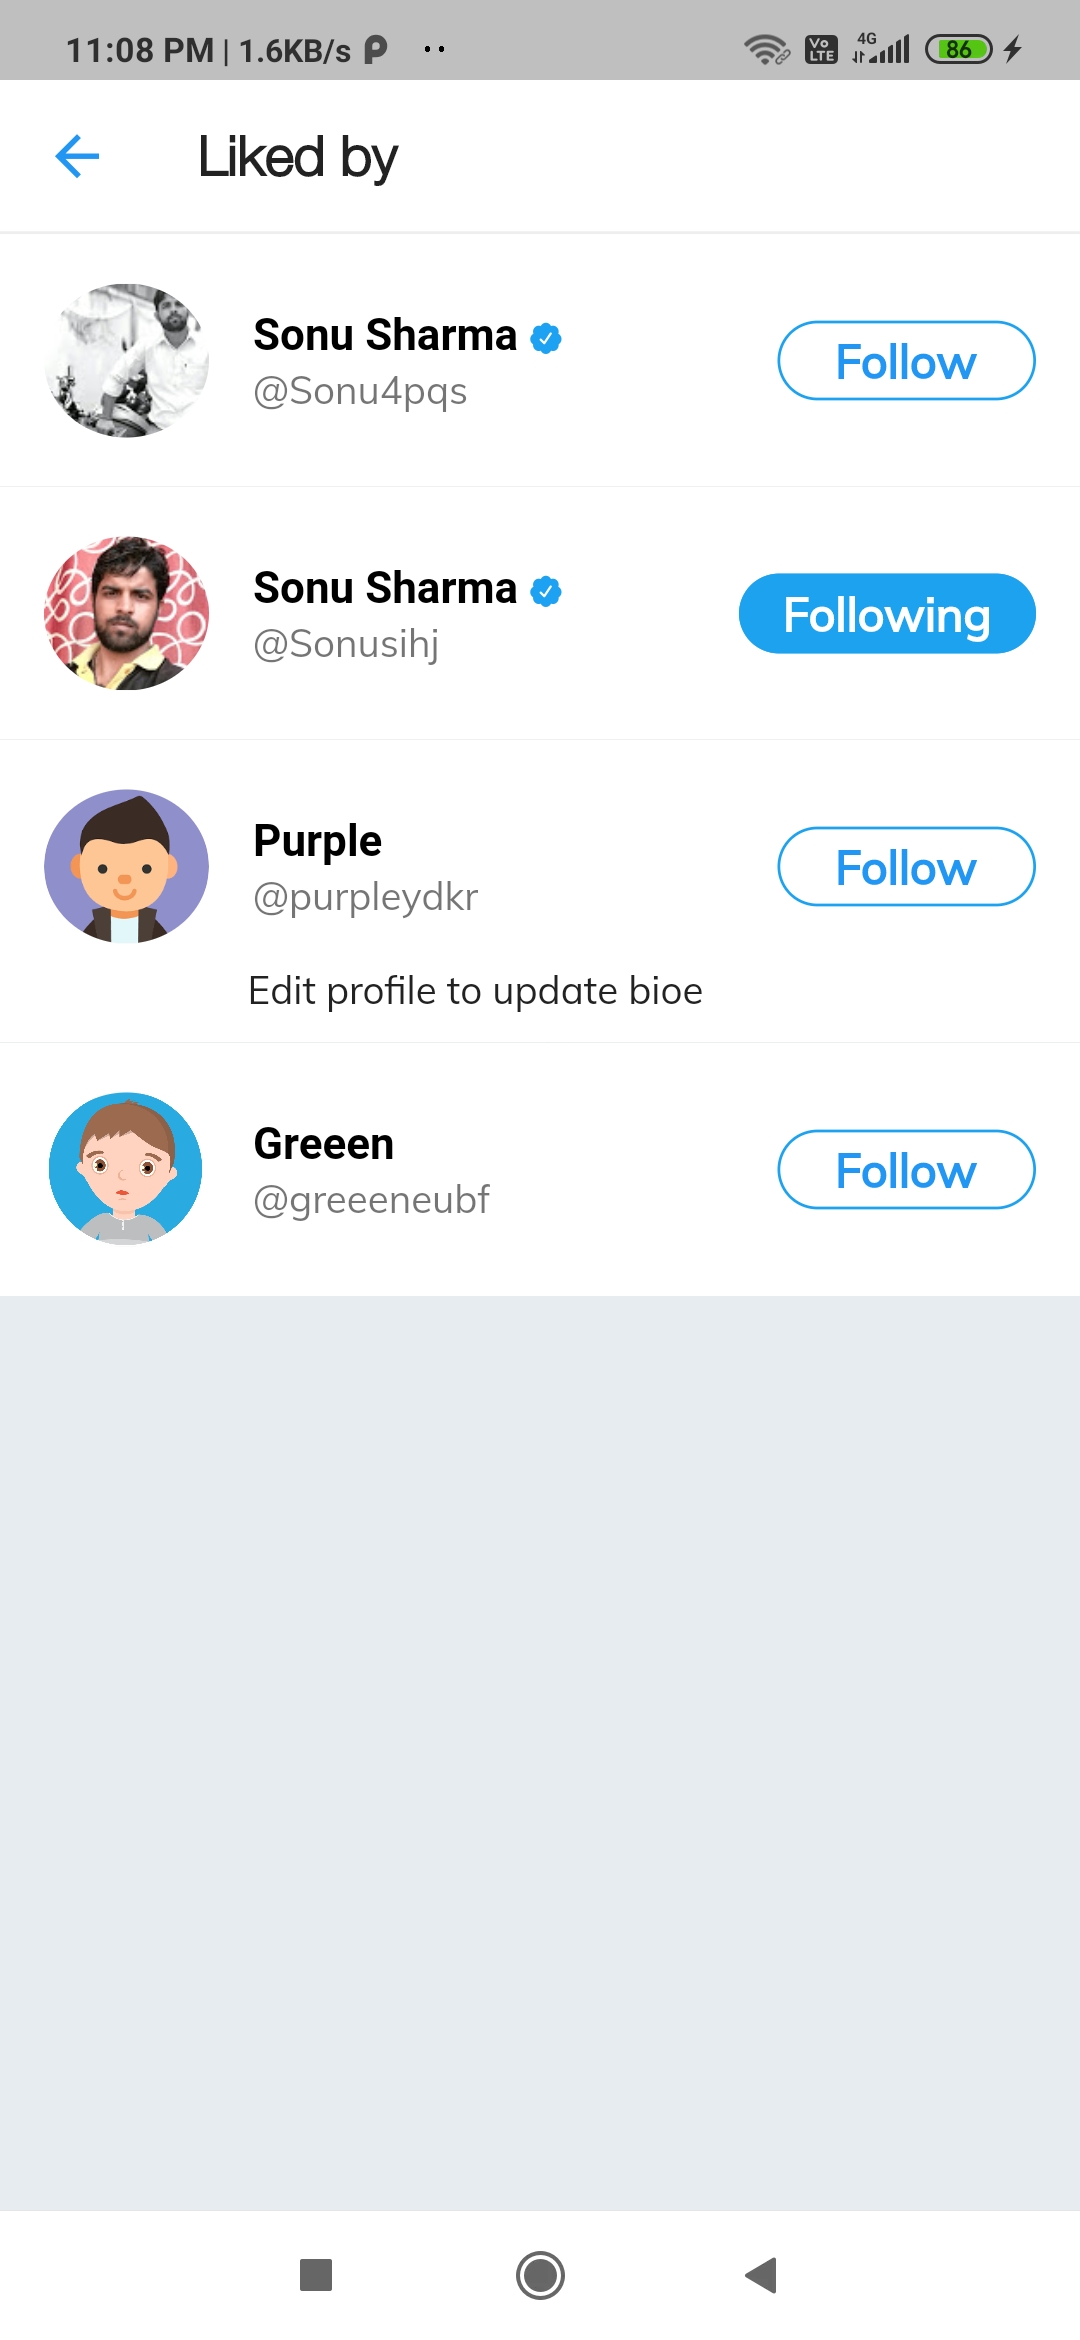 11:08 PM | 1.6KB/s
Vo LTE 4G 86
Liked by
Sonu Sharma
@Sonu4pqs
Follow
Sonu Sharma
@Sonusihj
Following
Purple
@purpleydkr
Follow
Edit profile to update bioe
Greeen
@greeeneubf
Follow